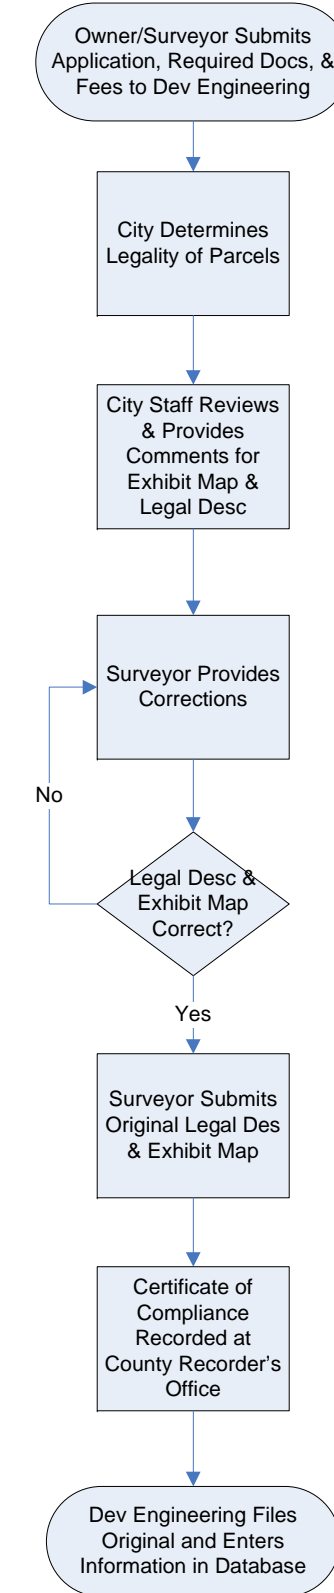 Owner/Surveyor Submits
Application, Required Docs, &
Fees to Dev Engineering
City Determines
Legality of Parcels
City Staff Reviews
& Provides
Comments for
Exhibit Map &
Legal Desc
Surveyor Provides
Corrections
No
Legal Desc &
Exhibit Map
Correct?
Yes
Surveyor Submits
Original Legal Des
& Exhibit Map
Certificate of
Compliance
Recorded at
County Recorder’s
Office
Dev Engineering Files
Original and Enters
Information in Database